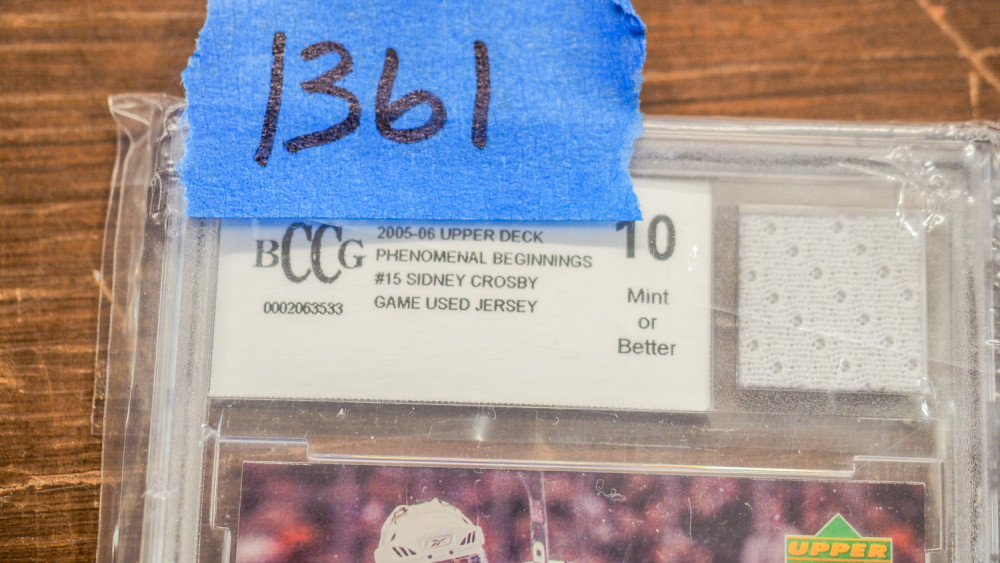 1361
BCCG
0002063533
2005-06 UPPER DECK
PHENOMENAL BEGINNINGS
#15 SIDNEY CROSBY
GAME USED JERSEY
10
Mint
or
Better
UPPER